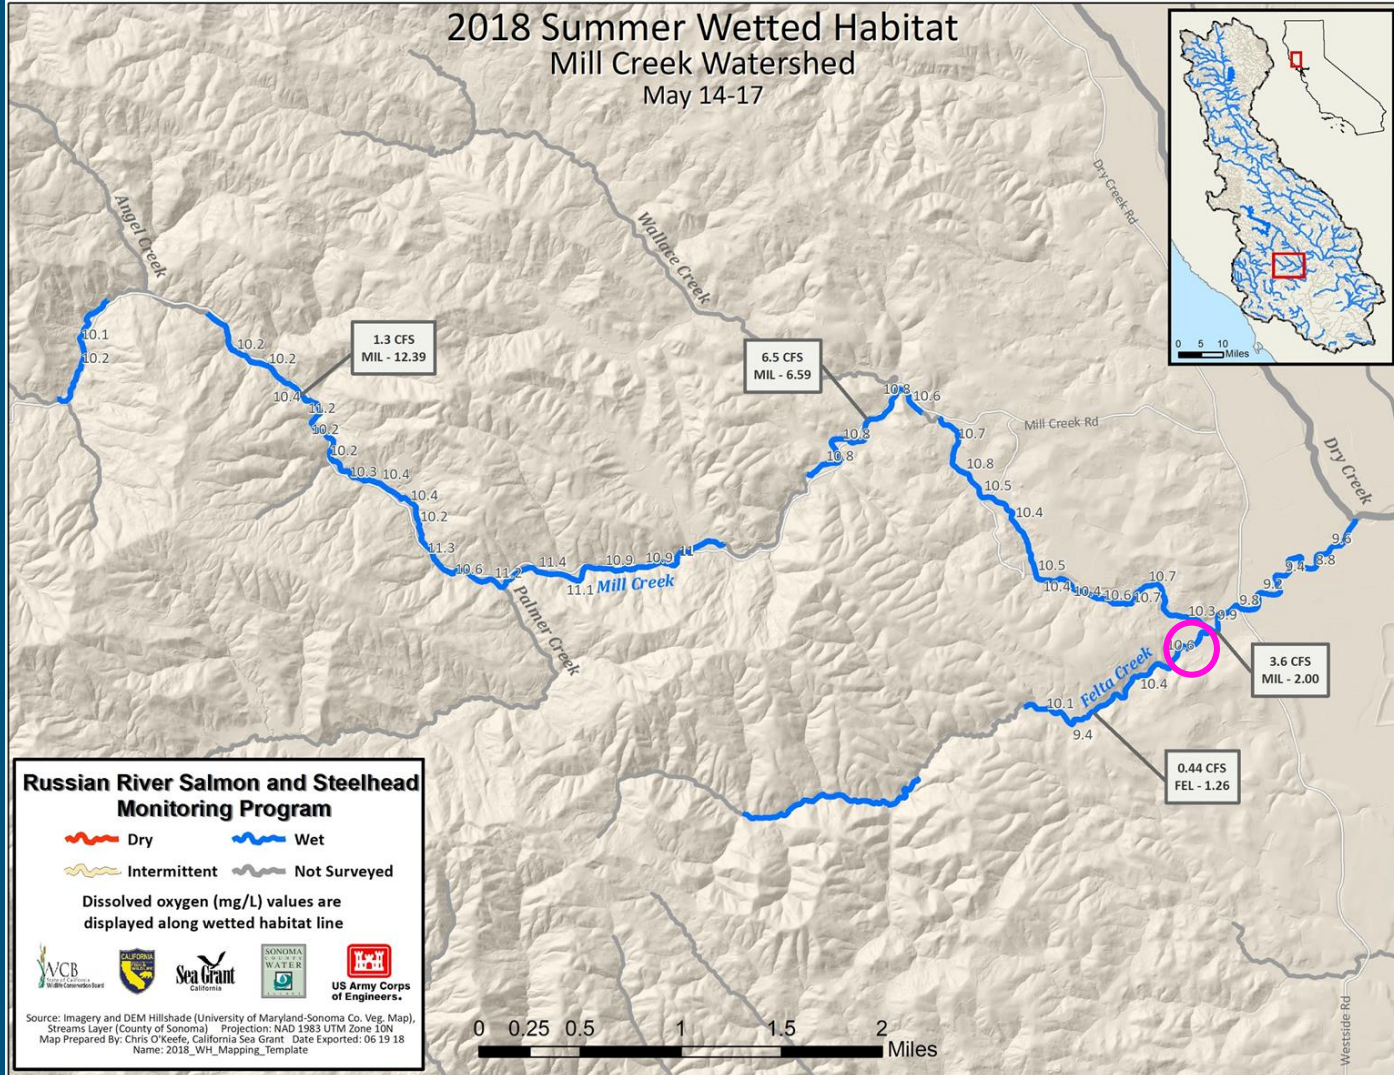 2018 Summer Wetted Habitat
Mill Creek Watershed
May 14-17
Angel Creek
Wallace Creek
Dry Creek Rd
Dry Creek
Mill Creek Rd
Mill Creek
Palmer Creek
Felta Creek
Westside Rd
0 5 10
Miles
1.3 CFS
MIL - 12.39
6.5 CFS
MIL - 6.59
3.6 CFS
MIL - 2.00
0.44 CFS
FEL - 1.26
10.1
10.2
10.2
10.2
10.4
11.2
10.2
10.2
10.3
10.4
10.4
10.2
11.3
10.6
11.2
11.4
11.1
10.9
10.9
11
10.8
10.8
10.8
10.6
10.7
10.8
10.5
10.4
10.5
10.4
10.4
10.6
10.7
10.7
10.3
9.9
9.8
9.2
9.4
8.8
9.6
10.6
10.4
10.1
9.4
Russian River Salmon and Steelhead
Monitoring Program
Dry
Wet
Intermittent
Not Surveyed
Dissolved oxygen (mg/L) values are
displayed along wetted habitat line
WCB
State of California
Wildlife Conservation Board
CALIFORNIA
Sea Grant
California
SONOMA
COUNTY
WATER
US Army Corps
of Engineers.
Source: Imagery and DEM Hillshade (University of Maryland-Sonoma Co. Veg. Map),
Streams Layer (County of Sonoma) Projection: NAD 1983 UTM Zone 10N
Map Prepared By: Chris O'Keefe, California Sea Grant Date Exported: 06 19 18
Name: 2018_WH_Mapping_Template
0 0.25 0.5 1 2
Miles